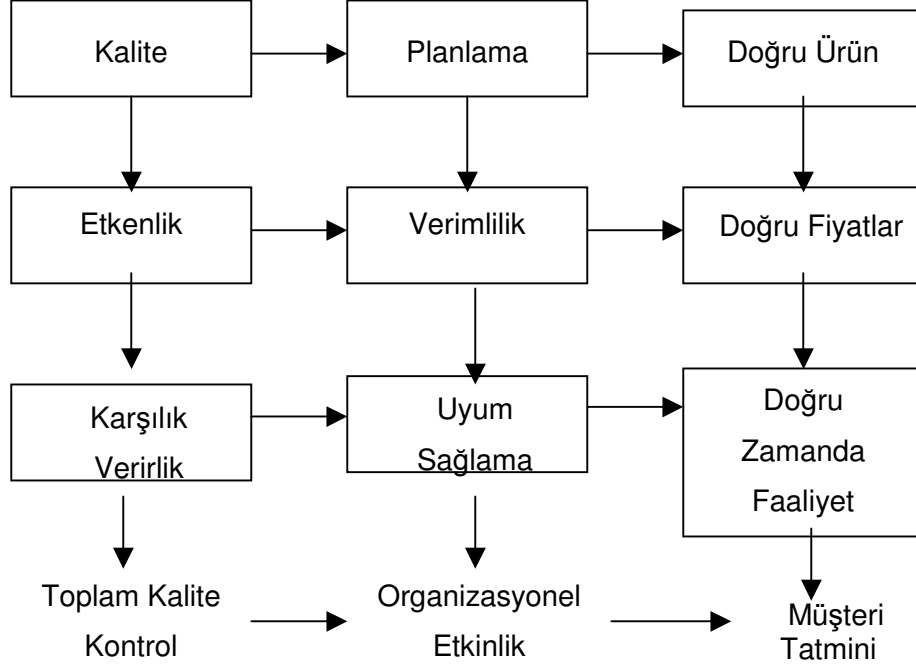 Kalite
Planlama
Doğru Ürün
Etkenlik
Verimlilik
Doğru Fiyatlar
Karşılık
Verirlik
Uyum
Sağlama
Doğru
Zamanda
Faaliyet
Toplam Kalite
Kontrol
Organizasyonel
Etkinlik
Müşteri
Tatmini